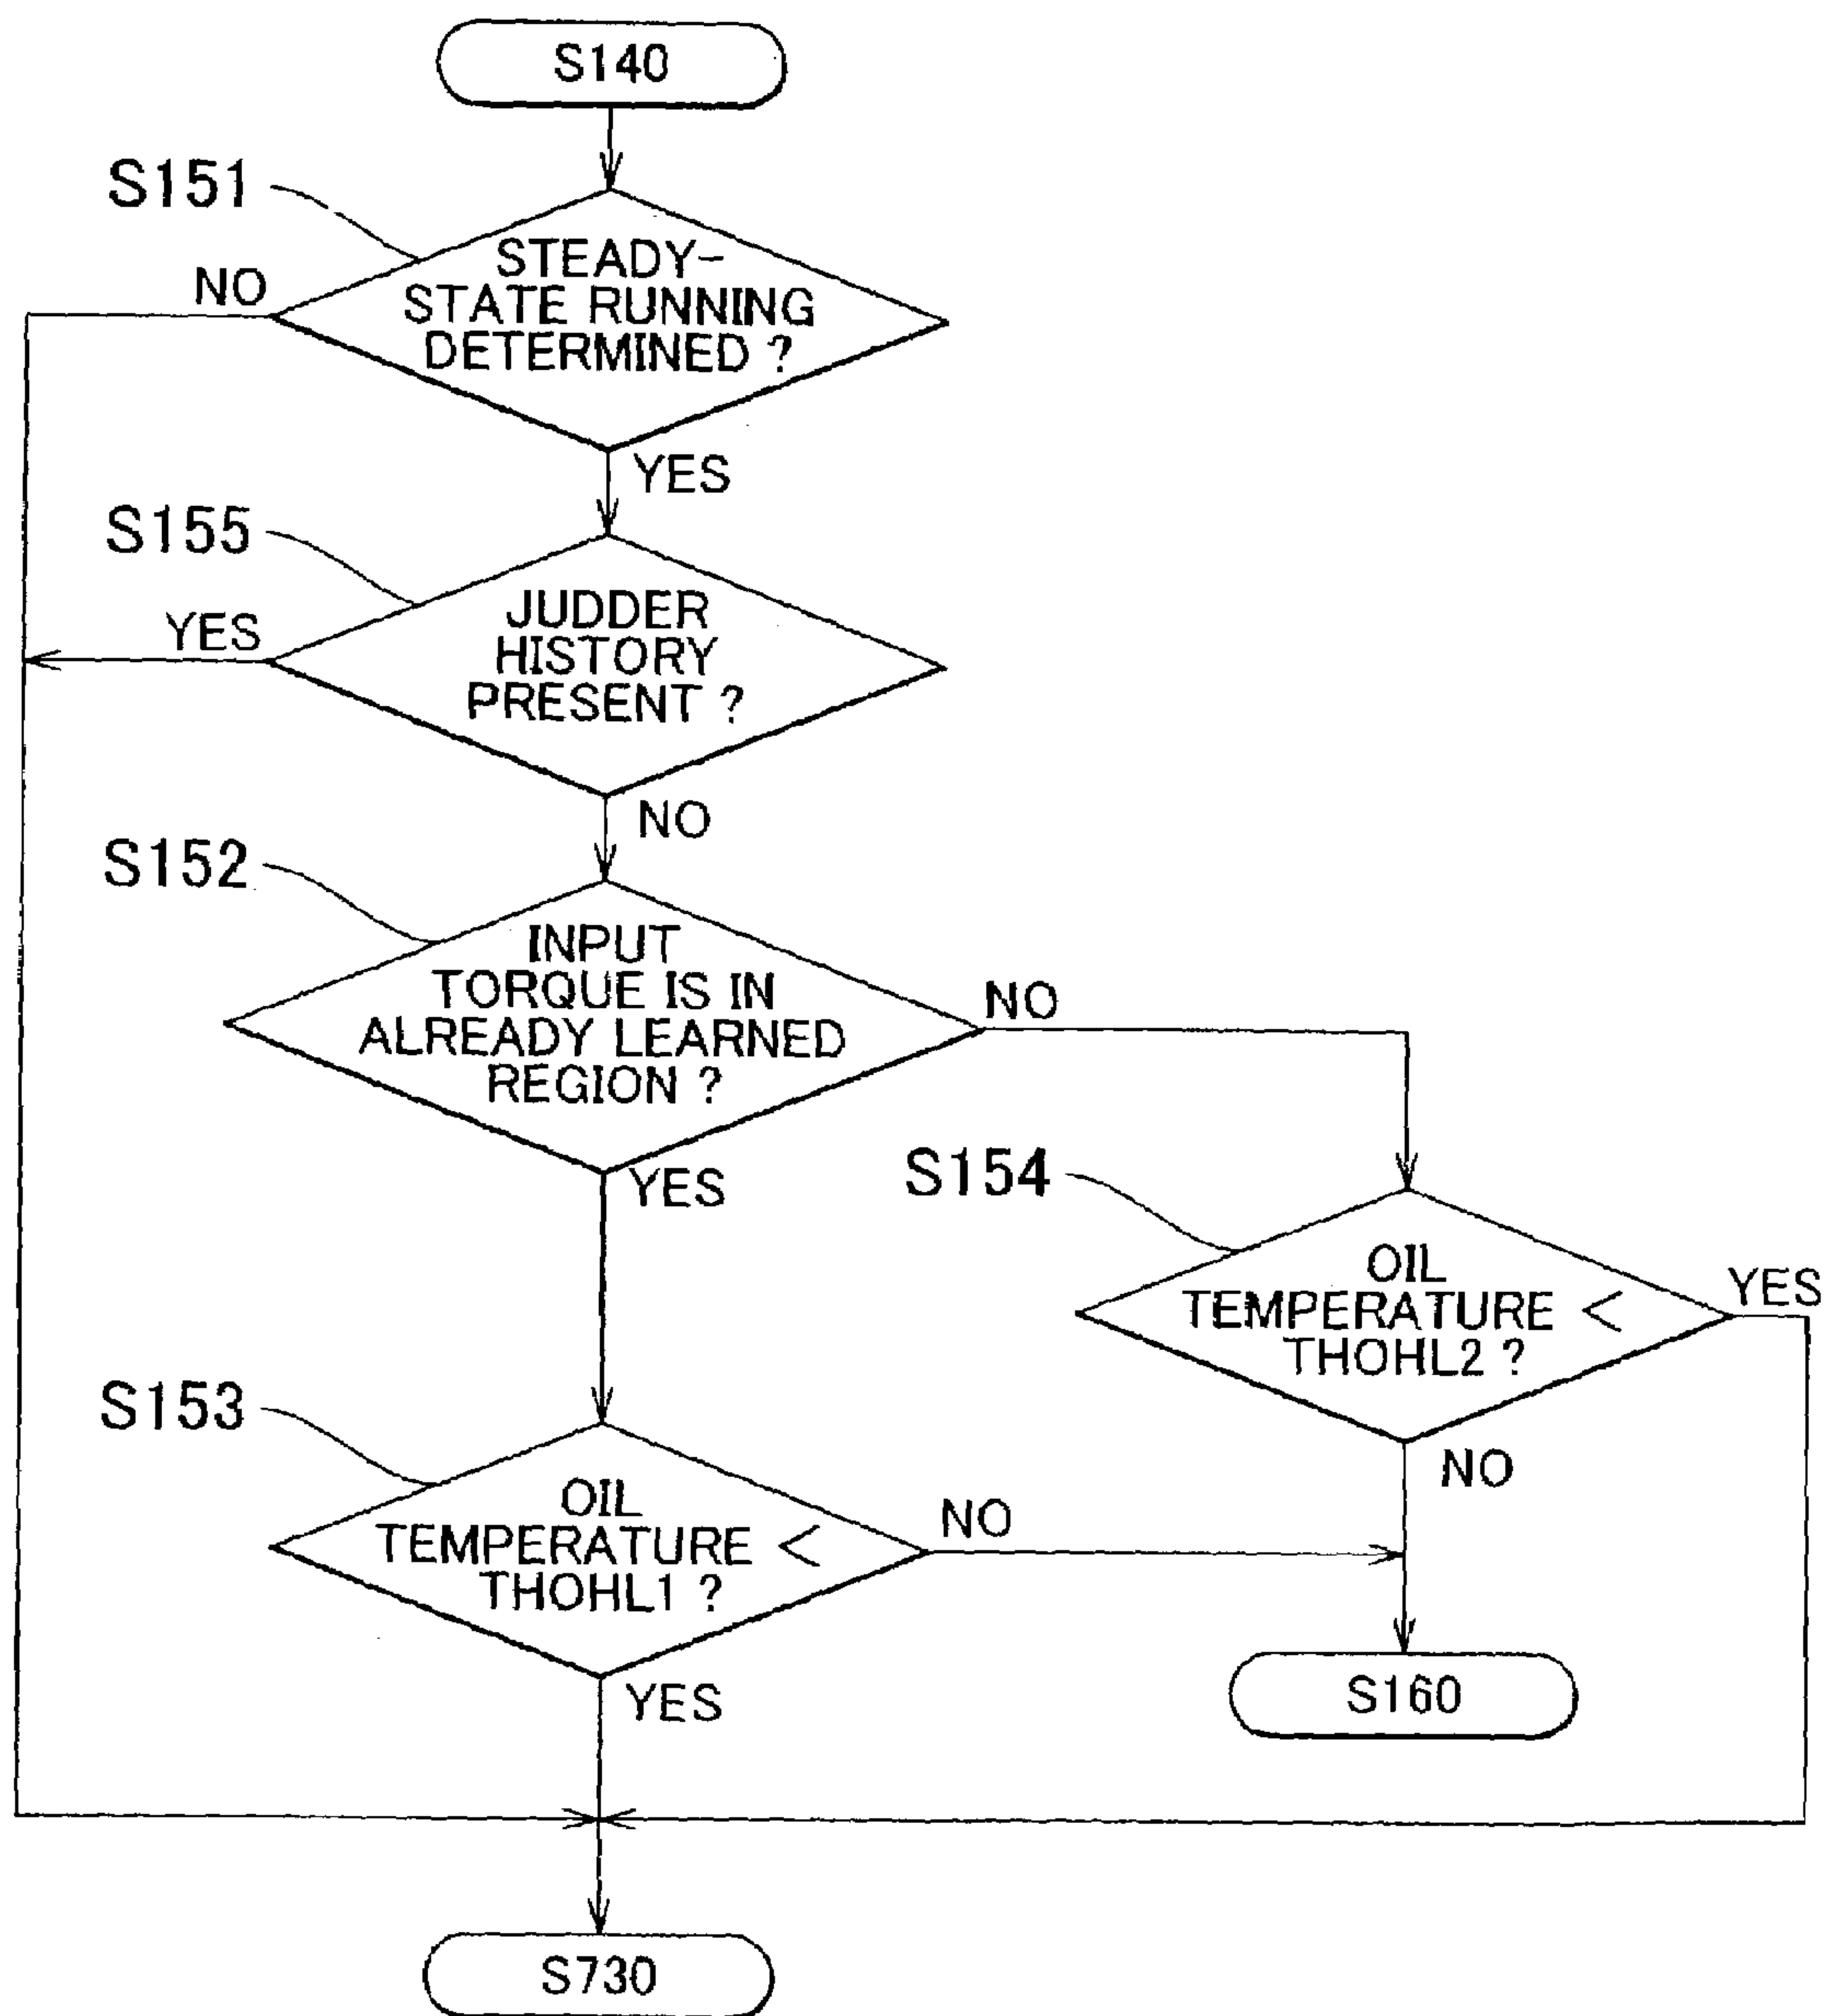 S140
S151
STEADY-
STATE RUNNING
DETERMINED ?
NO
YES
S155
JUDDER
HISTORY
PRESENT ?
YES
NO
S152
INPUT
TORQUE IS IN
ALREADY LEARNED
REGION ?
NO
YES
S154
OIL
TEMPERATURE <
THOHL2 ?
YES
NO
S153
OIL
TEMPERATURE <
THOHL1 ?
NO
YES
S160
S730